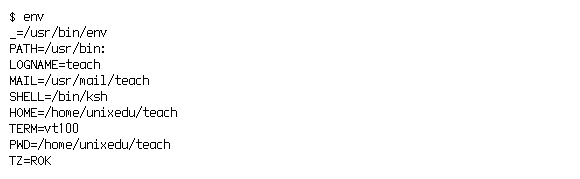 $ env
_=/usr/bin/env
PATH=/usr/bin:
LOGNAME=teach
MAIL=/usr/mail/teach
SHELL=/bin/ksh
HOME=/home/unixedu/teach
TERM=vt100
PWD=/home/unixedu/teach
TZ=ROK